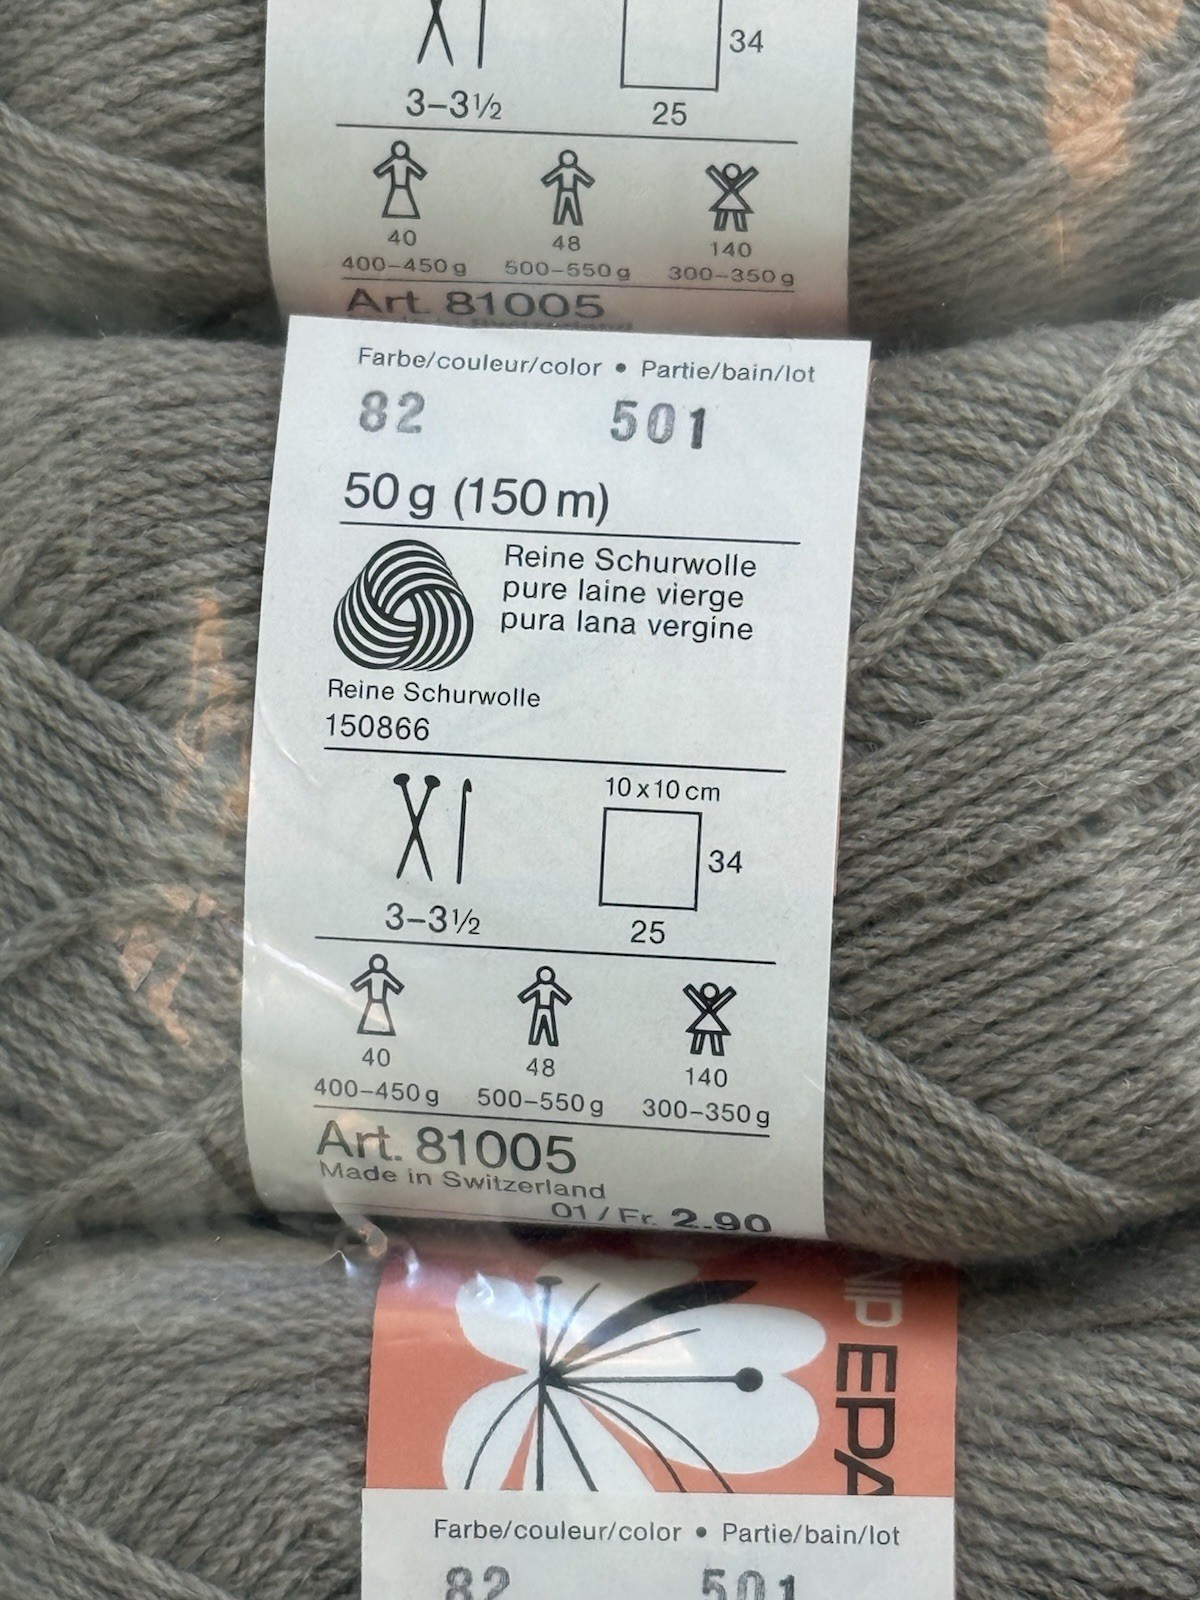 34
3–3½
25
40
48
140
400–450 g
500–550 g
300–350 g
Art. 81005
Farbe/couleur/color • Partie/bain/lot
82 501
50 g (150 m)
Reine Schurwolle
pure laine vierge
pura lana vergine
Reine Schurwolle
150866
10 x 10 cm
34
3–3½
25
40
48
140
400–450 g
500–550 g
300–350 g
Art. 81005
Made in Switzerland
01 / Fr. 2.90
EPA
Farbe/couleur/color • Partie/bain/lot
82 501